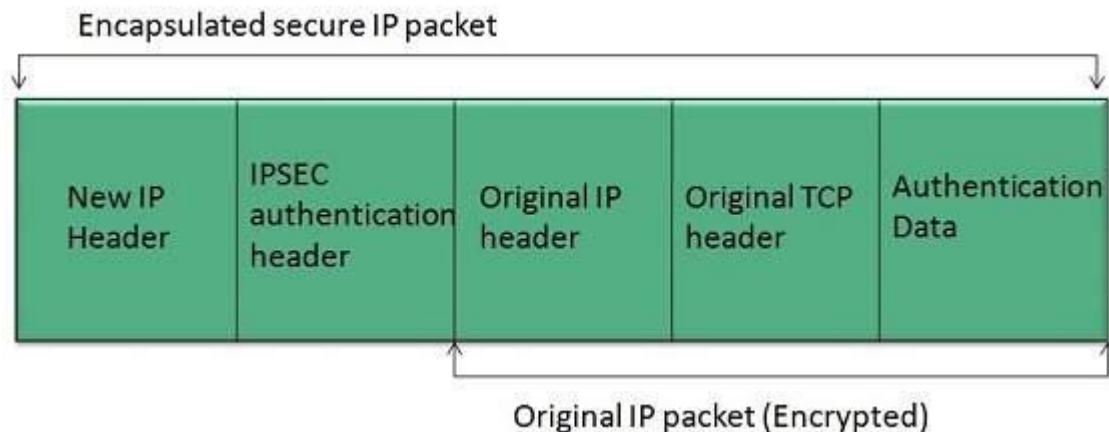 Encapsulated secure IP packet
New IP
Header
IPSEC
authentication
header
Original IP
header
Original TCP
header
Authentication
Data
Original IP packet (Encrypted)